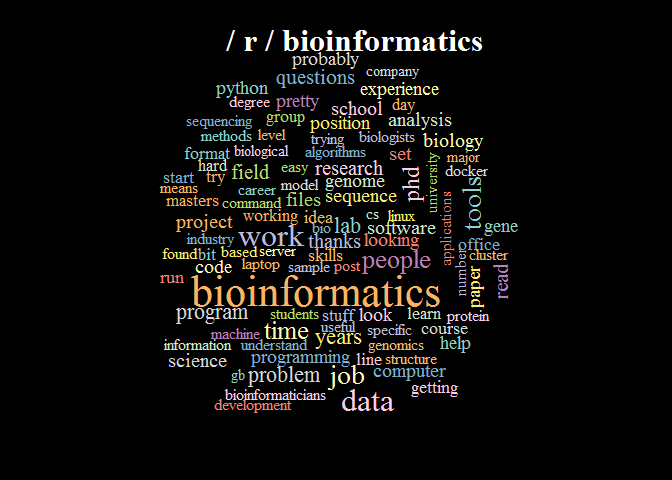 / r / bioinformatics
probably
company
questions
python
experience
degree
pretty
school
day
sequencing
group
position
analysis
methods
level
trying
biologists
biology
format
biological
algorithms
set
major
hard
easy
research
university
docker
start
try
field
model
genome
phd
means
career
masters
command
files
sequence
tools
project
working
idea
cs
linux
applications
bio
lab
software
gene
industry
work
thanks
looking
office
found
bit
based
server
skills
people
number
cluster
code
laptop
sample
post
paper
read
run
bioinformatics
program
students
stuff
look
learn
protein
machine
time
useful
years
specific
course
information
understand
genomics
help
science
programming
line
structure
gb
problem
job
computer
bioinformaticians
getting
development
data